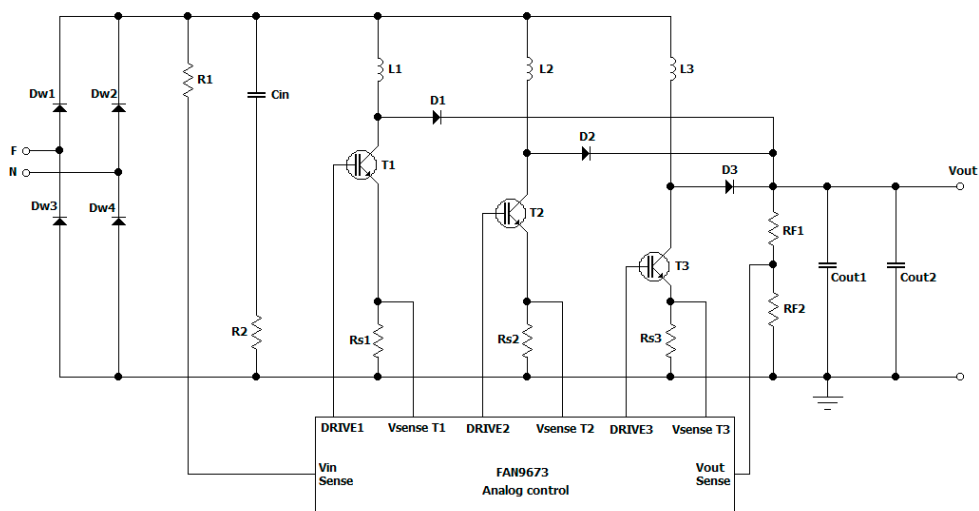 R1
L1
L2
L3
Dw1
Dw2
Cin
D1
D2
F
N
T1
D3
Vout
Dw3
Dw4
T2
RF1
T3
Cout1
Cout2
R2
Rs1
Rs2
Rs3
RF2
DRIVE1
Vsense T1
DRIVE2
Vsense T2
DRIVE3
Vsense T3
Vin
Sense
FAN9673
Analog control
Vout
Sense